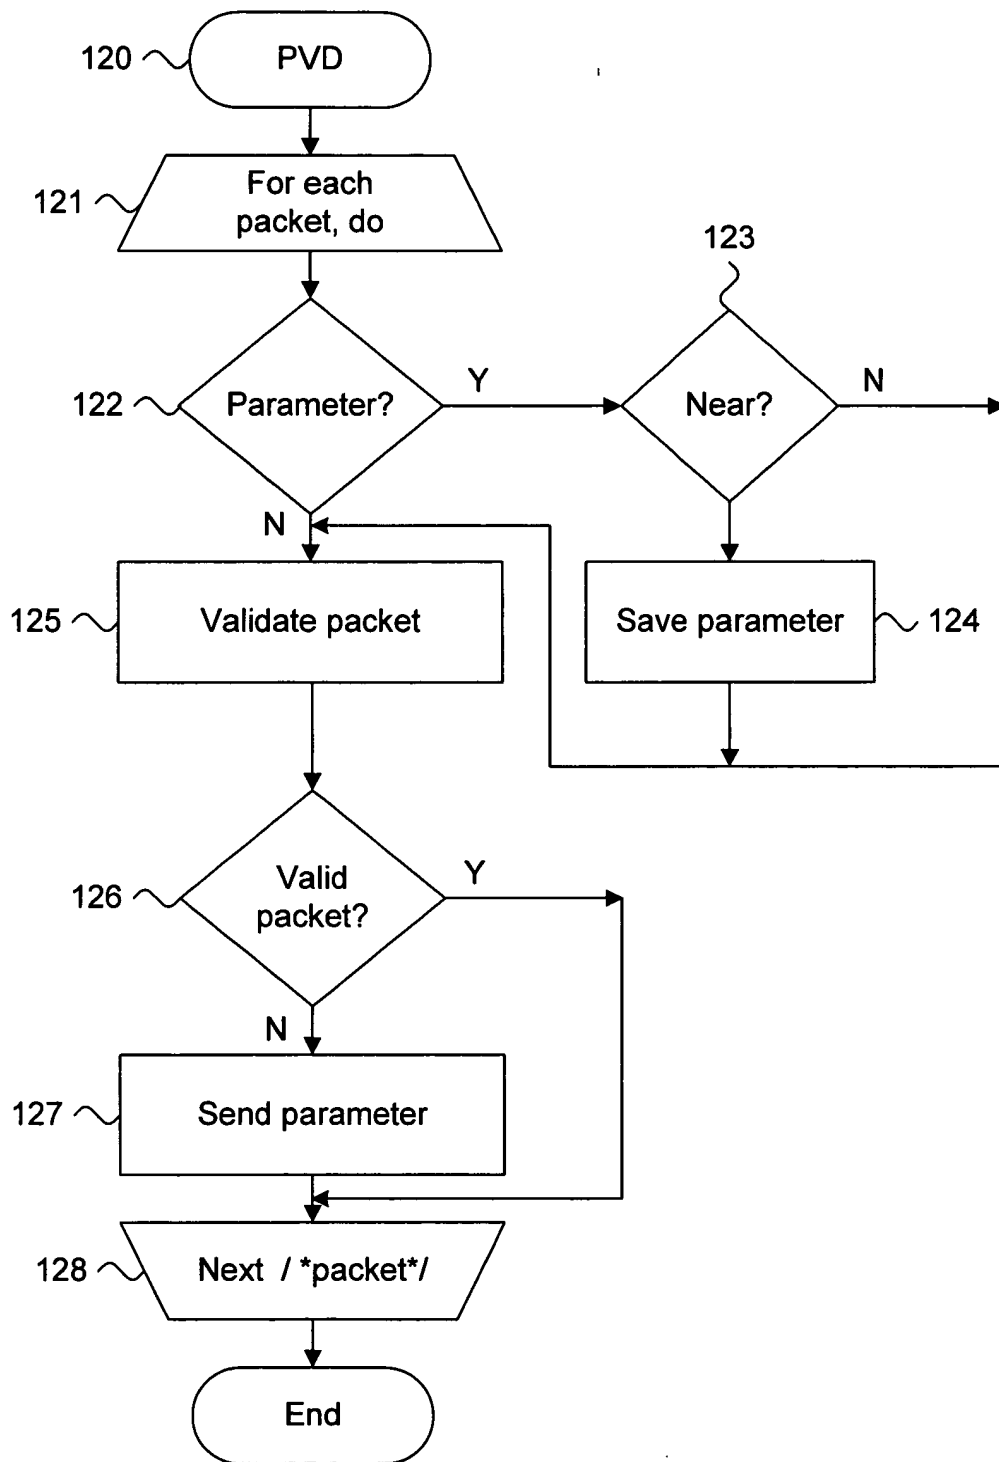 120
PVD
121
For each
packet, do
123
122
Parameter?
Y
Near?
N
N
125
Validate packet
Save parameter
124
126
Valid
packet?
Y
N
127
Send parameter
128
Next / *packet*/
End